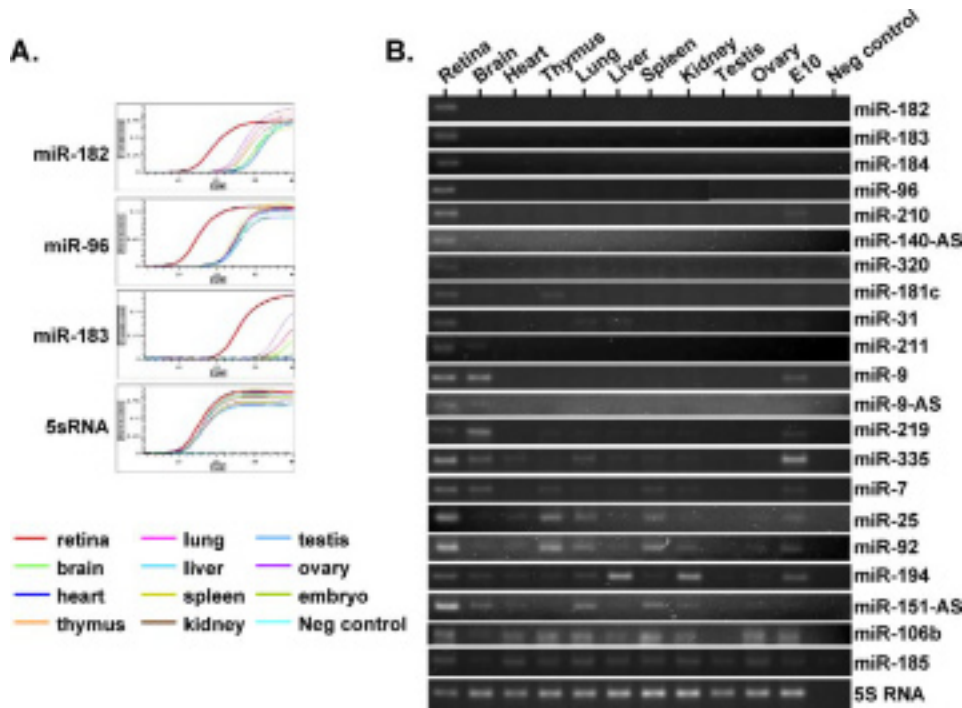 A.
miR-182
miR-96
miR-183
5sRNA
retina
lung
testis
brain
liver
ovary
heart
spleen
embryo
thymus
kidney
Neg control
B.
Retina
Brain
Heart
Thymus
Lung
Liver
Spleen
Kidney
Testis
Ovary
E10
Neg control
miR-182
miR-183
miR-184
miR-96
miR-210
miR-140-AS
miR-320
miR-181c
miR-31
miR-211
miR-9
miR-9-AS
miR-219
miR-335
miR-7
miR-25
miR-92
miR-194
miR-151-AS
miR-106b
miR-185
5S RNA